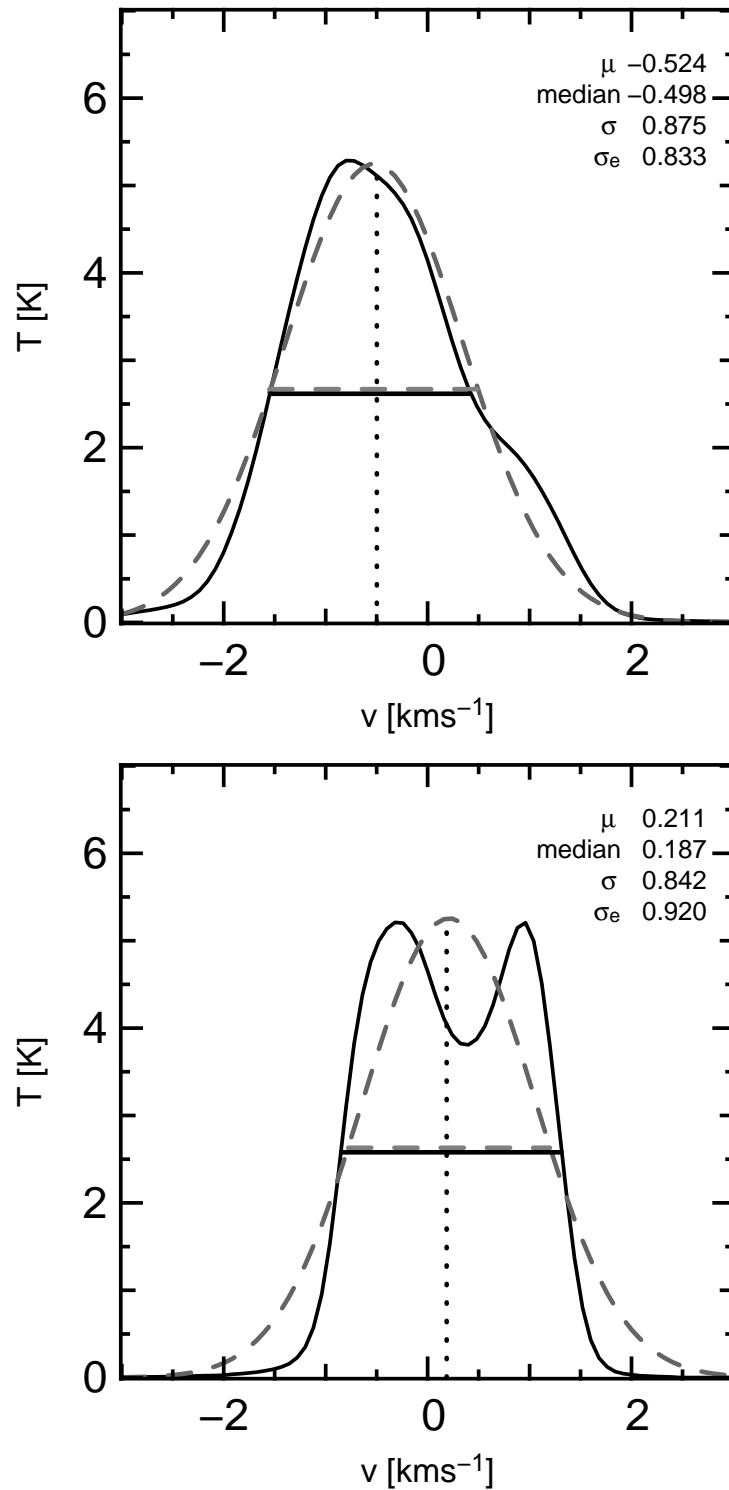 μ −0.524
median −0.498
σ 0.875
σe 0.833
6
4
2
0
T [K]
−2 0 2
v [kms−1]
μ 0.211
median 0.187
σ 0.842
σe 0.920
6
4
2
0
T [K]
−2 0 2
v [kms−1]